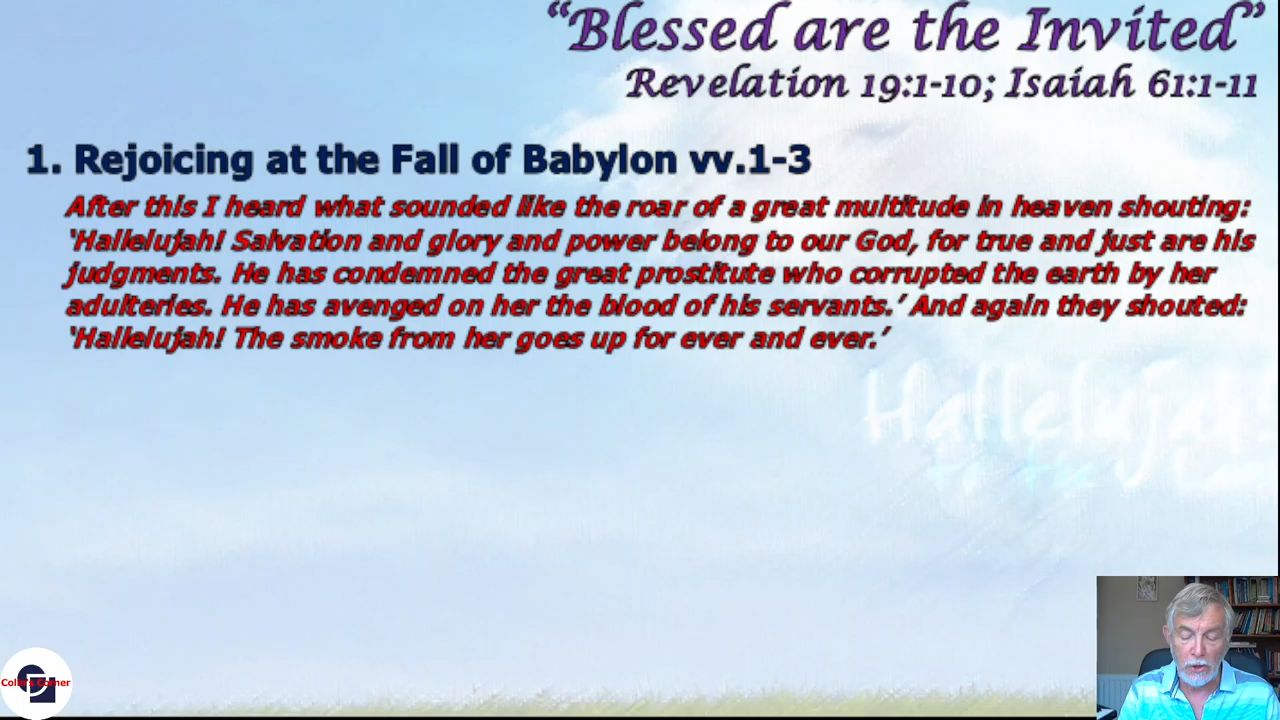 “Blessed are the Invited”
Revelation 19:1-10; Isaiah 61:1-11
1. Rejoicing at the Fall of Babylon vv.1-3
After this I heard what sounded like the roar of a great multitude in heaven shouting:
‘Hallelujah! Salvation and glory and power belong to our God, for true and just are his
judgments. He has condemned the great prostitute who corrupted the earth by her
adulteries. He has avenged on her the blood of his servants.’ And again they shouted:
‘Hallelujah! The smoke from her goes up for ever and ever.’
Hallelujah!